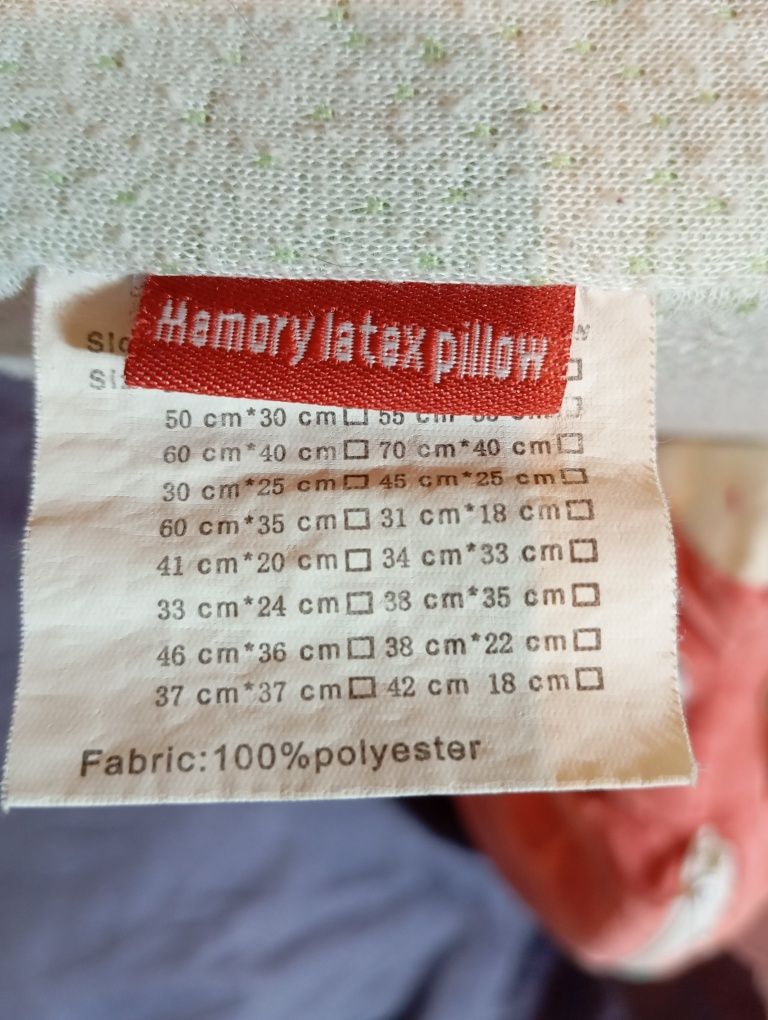 Hamory latax pillow
50 cm*30 cm☐ 55 cm
60 cm*40 cm☐ 70 cm*40 cm☐
30 cm*25 cm☐ 45 cm*25 cm☐
60 cm*35 cm☐ 31 cm*18 cm☐
41 cm*20 cm☐ 34 cm*33 cm☐
33 cm*24 cm☐ 38 cm*35 cm☐
46 cm*36 cm☐ 38 cm*22 cm☐
37 cm*37 cm☐ 42 cm 18 cm☐
Fabric:100%polyester